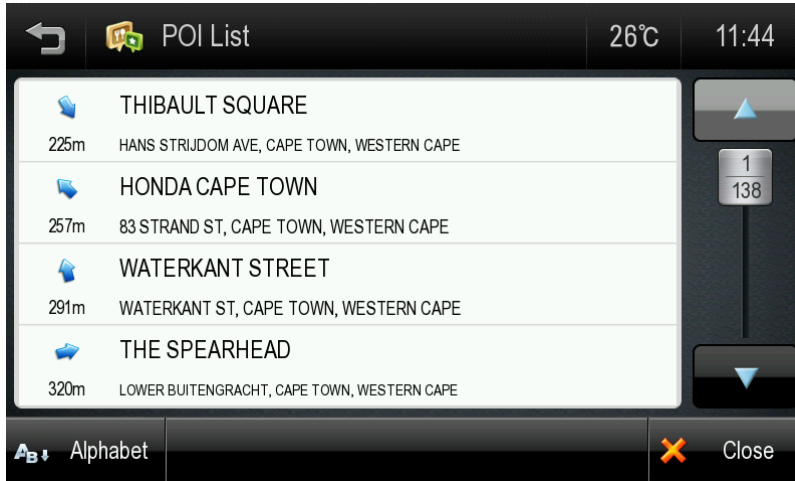 POI List
26℃
11:44
THIBAULT SQUARE
225m HANS STRIJDOM AVE, CAPE TOWN, WESTERN CAPE
HONDA CAPE TOWN
257m 83 STRAND ST, CAPE TOWN, WESTERN CAPE
WATERKANT STREET
291m WATERKANT ST, CAPE TOWN, WESTERN CAPE
THE SPEARHEAD
320m LOWER BUITENGRACHT, CAPE TOWN, WESTERN CAPE
1
138
AB Alphabet
Close